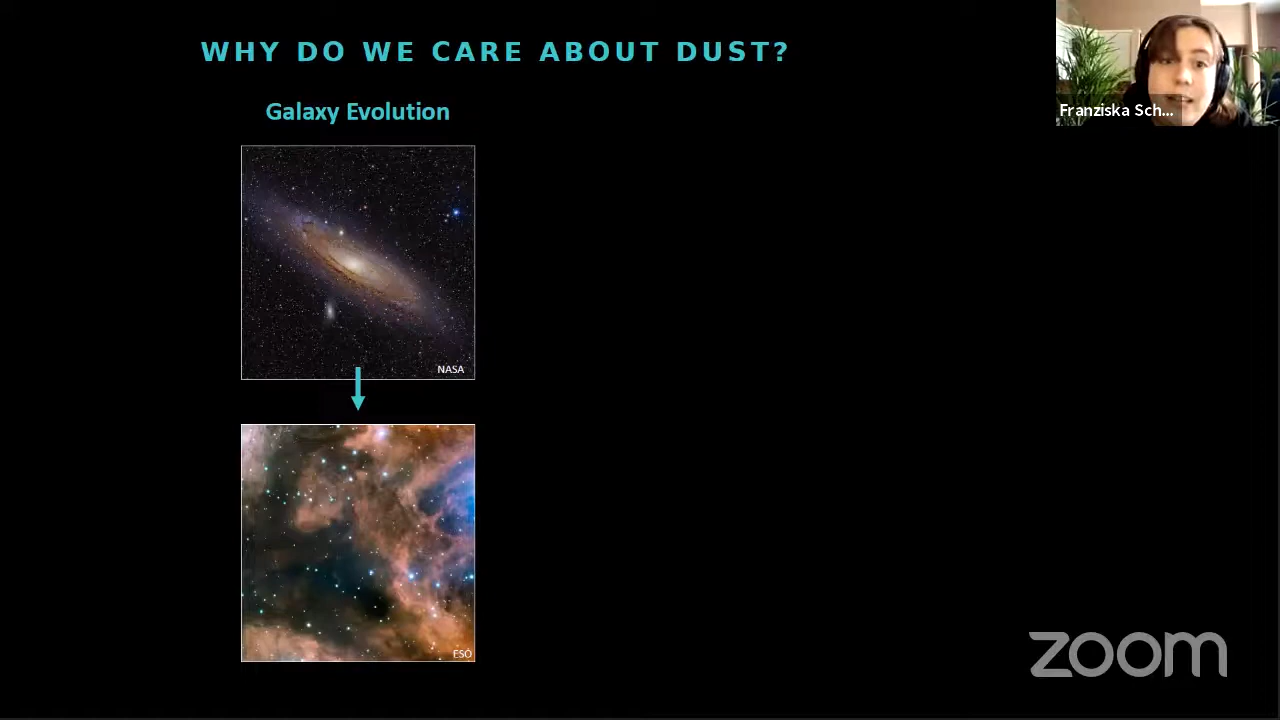 WHY DO WE CARE ABOUT DUST?
Galaxy Evolution
NASA
ESO
Franziska Sch...
zoom